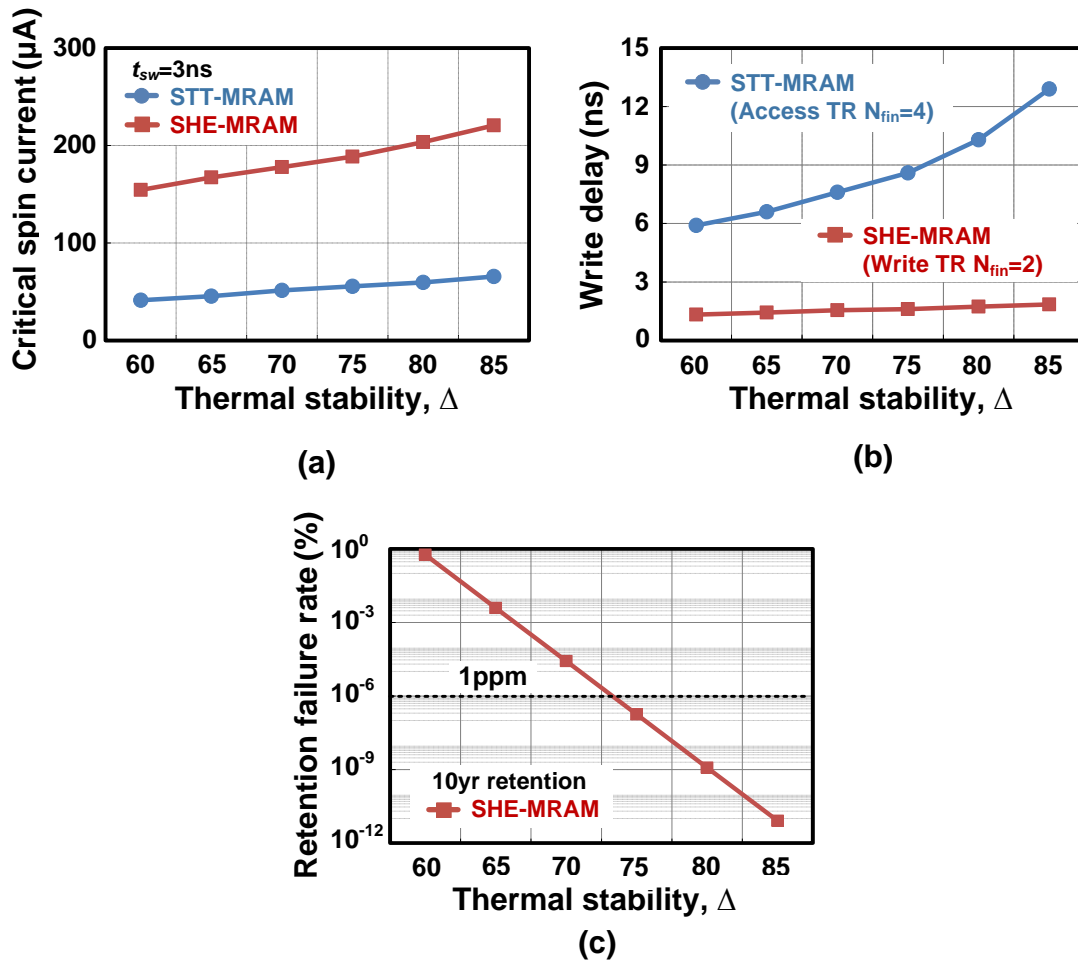 300
200
100
0
Critical spin current (µA)
t_sw=3ns
STT-MRAM
SHE-MRAM
60 65 70 75 80 85
Thermal stability, Δ
(a)
15
12
9
6
3
0
Write delay (ns)
STT-MRAM
(Access TR N_fin=4)
SHE-MRAM
(Write TR N_fin=2)
60 65 70 75 80 85
Thermal stability, Δ
(b)
10^0
10^-3
10^-6
10^-9
10^-12
Retention failure rate (%)
1ppm
10yr retention
SHE-MRAM
60 65 70 75 80 85
Thermal stability, Δ
(c)